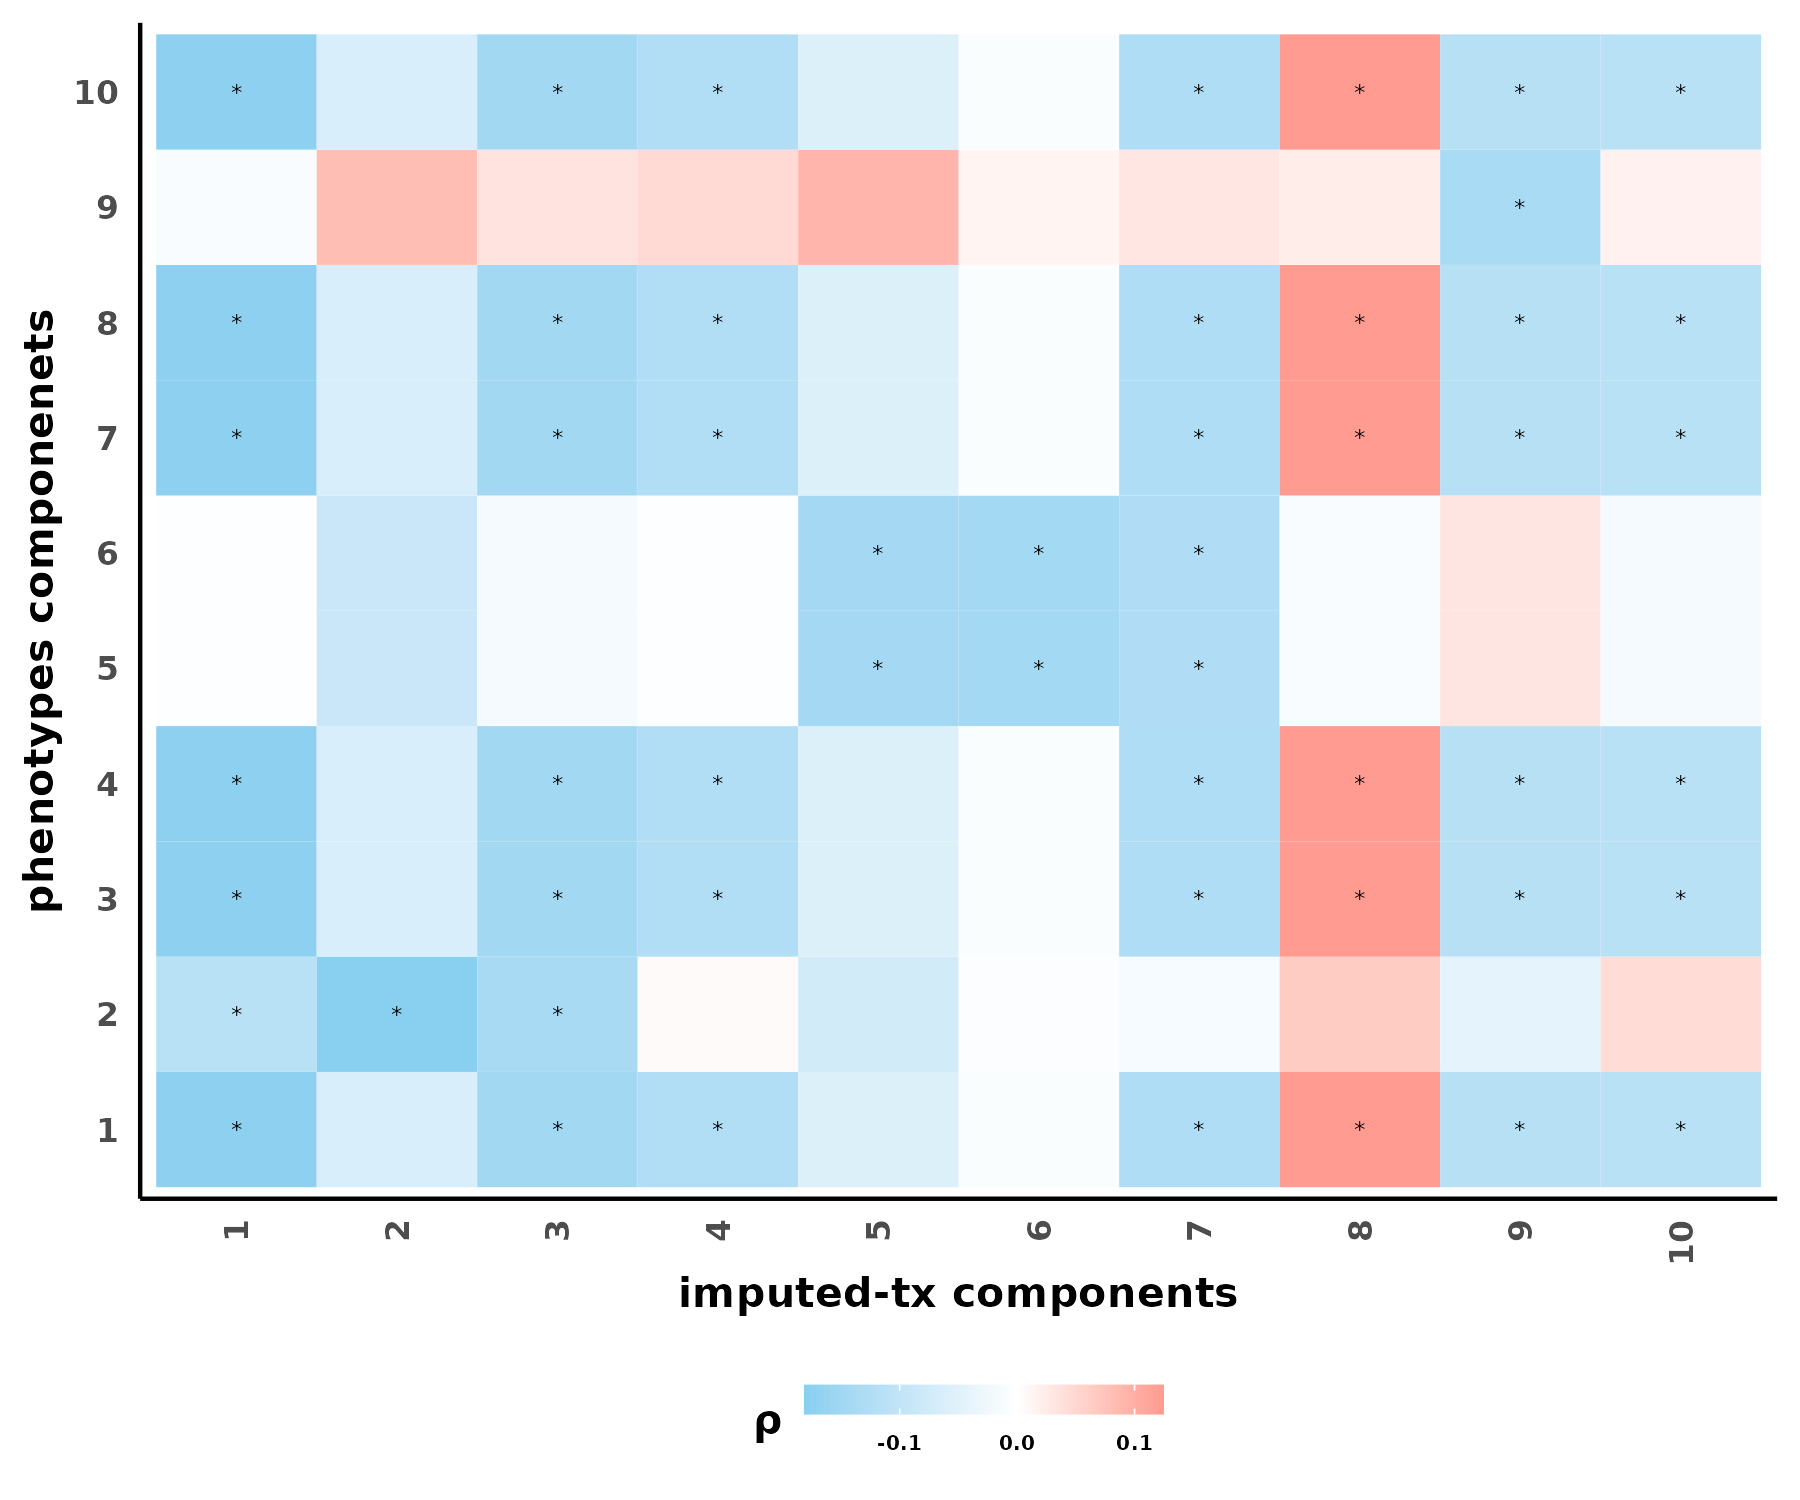 phenotypes componenets
10 * * * * * * *
9 *
8 * * * * * * *
7 * * * * * * *
6 * * *
5 * * *
4 * * * * * * *
3 * * * * * * *
2 * * *
1 * * * * * * *
1 2 3 4 5 6 7 8 9 10
imputed-tx components
ρ
-0.1 0.0 0.1